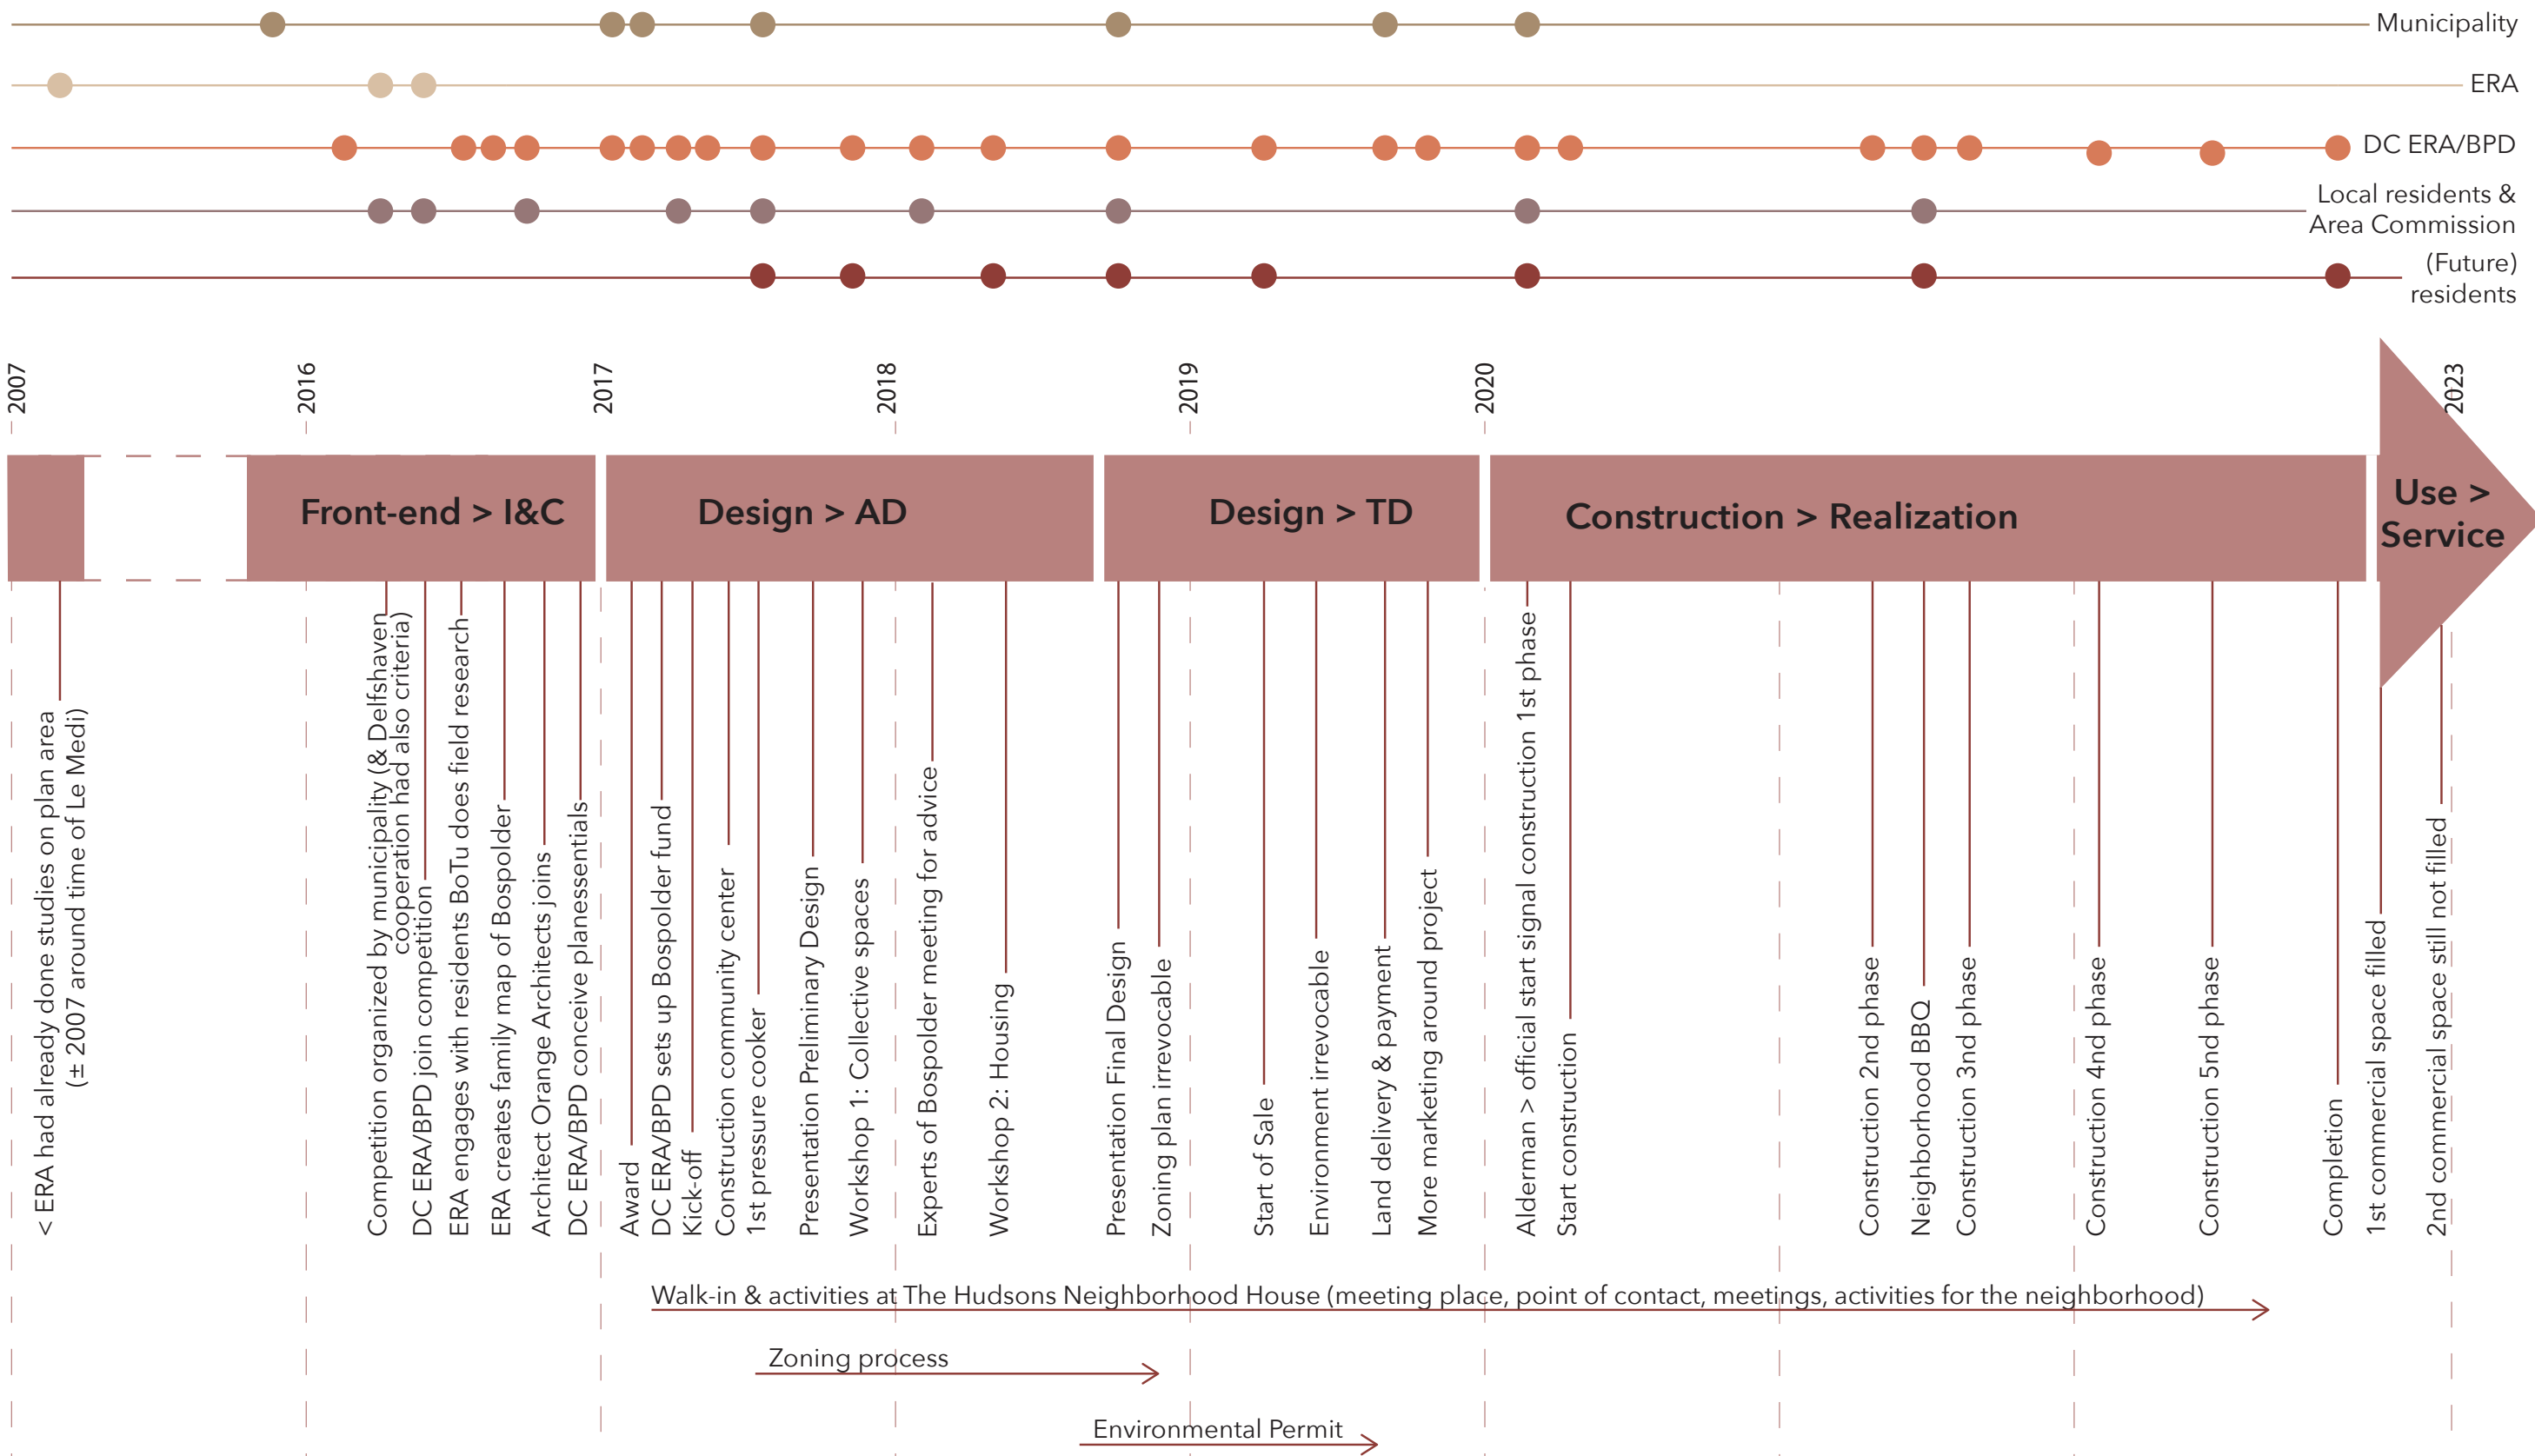 Municipality
ERA
DC ERA/BPD
Local residents &
Area Commission
(Future)
residents
2007
2016
2017
2018
2019
2020
2023
Front-end > I&C
Design > AD
Design > TD
Construction > Realization
Use >
Service
< ERA had already done studies on plan area
(± 2007 around time of Le Medi)
Competition organized by municipality (& Delfshaven
cooperation had also criteria)
DC ERA/BPD join competition
ERA engages with residents BoTu does field research
ERA creates family map of Bospolder
Architect Orange Architects joins
DC ERA/BPD conceive planessentials
Award
DC ERA/BPD sets up Bospolder fund
Kick-off
Construction community center
1st pressure cooker
Presentation Preliminary Design
Workshop 1: Collective spaces
Experts of Bospolder meeting for advice
Workshop 2: Housing
Presentation Final Design
Zoning plan irrevocable
Start of Sale
Environment irrevocable
Land delivery & payment
More marketing around project
Alderman > official start signal construction 1st phase
Start construction
Construction 2nd phase
Neighborhood BBQ
Construction 3nd phase
Construction 4nd phase
Construction 5nd phase
Completion
1st commercial space filled
2nd commercial space still not filled
Walk-in & activities at The Hudsons Neighborhood House (meeting place, point of contact, meetings, activities for the neighborhood)
Zoning process
Environmental Permit